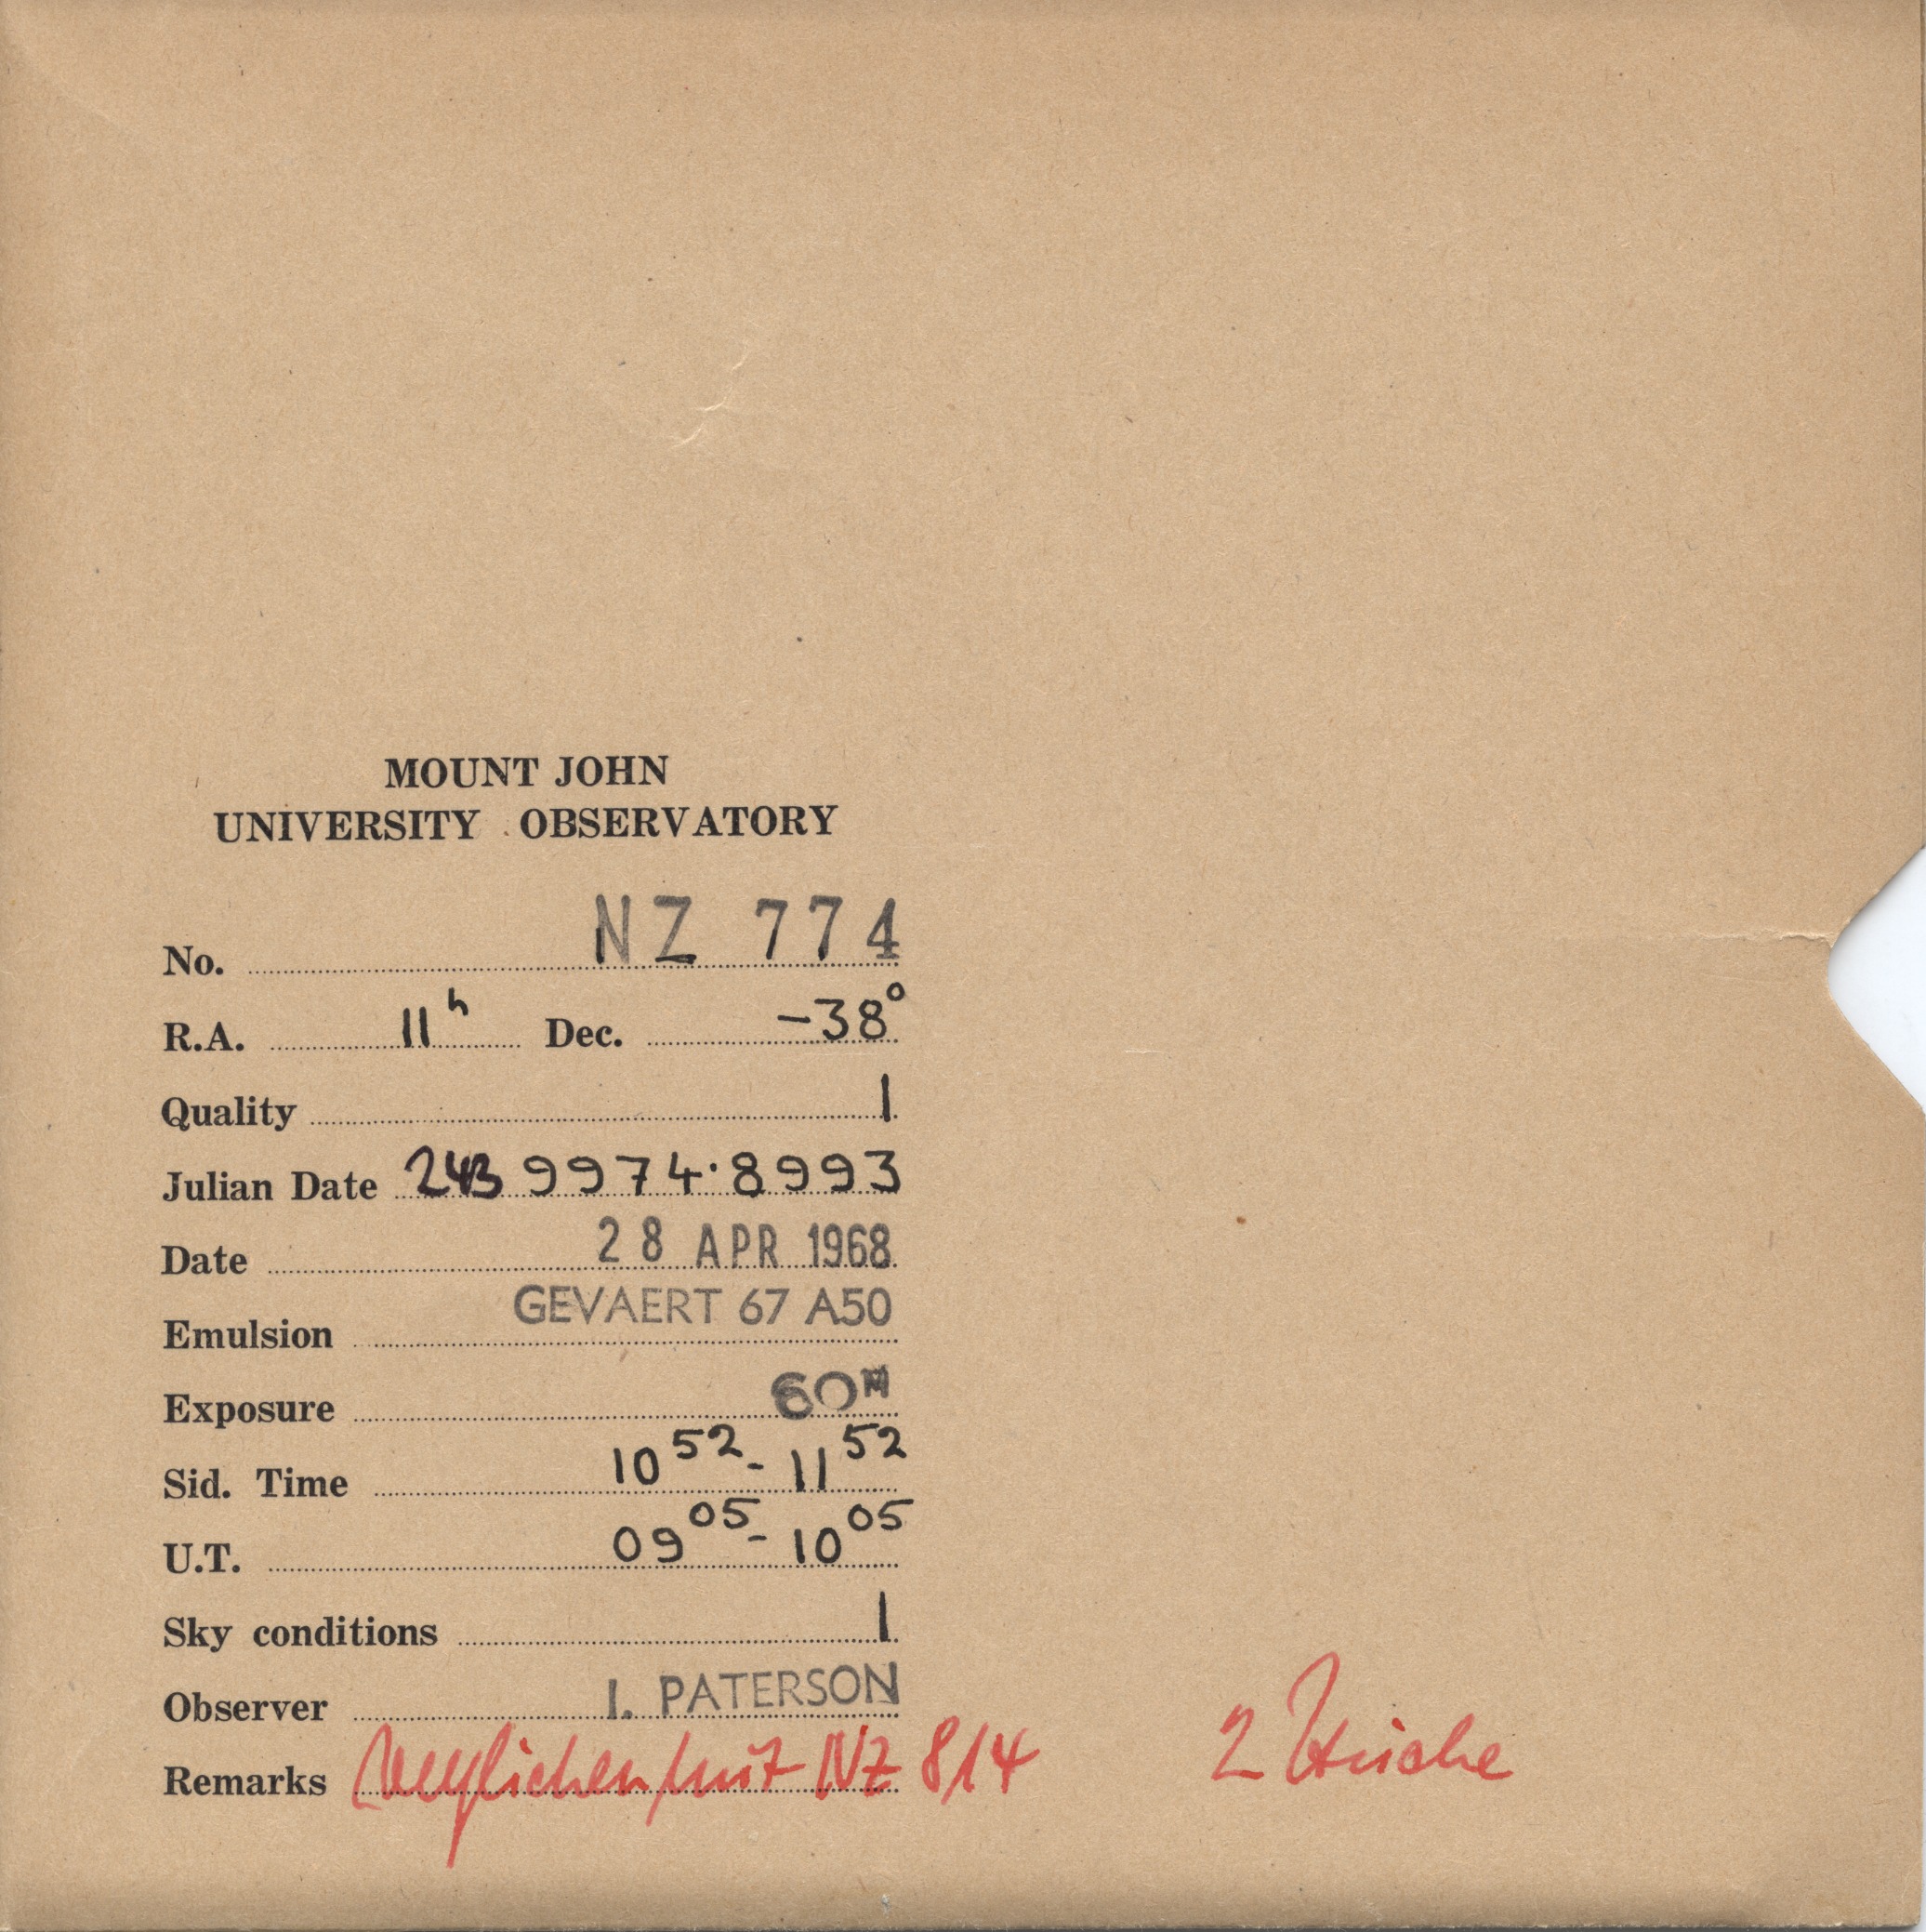 MOUNT JOHN
UNIVERSITY OBSERVATORY
No. NZ 774
R.A. 11h Dec. -38°
Quality 1
Julian Date 243 9974.8993
Date 28 APR 1968
Emulsion GEVAERT 67 A50
Exposure 60M
Sid. Time 10 52 - 11 52
U.T. 09 05 - 10 05
Sky conditions 1
Observer I. PATERSON
Remarks verglichen mit NZ 814
2